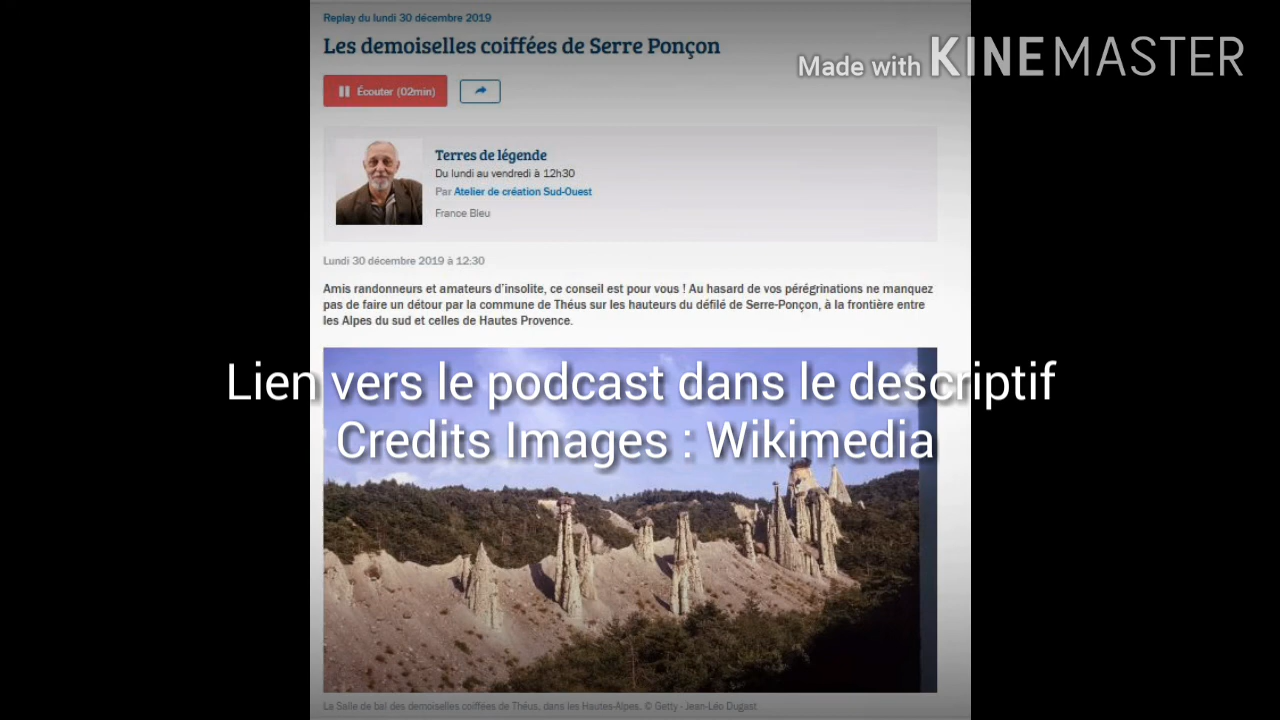 Replay du lundi 30 décembre 2019
Les demoiselles coiffées de Serre Ponçon
Made with KINEMASTER
Écouter (02min)
Terres de légende
Du lundi au vendredi à 12h30
Par Atelier de création Sud-Ouest
France Bleu
Lundi 30 décembre 2019 à 12:30
Amis randonneurs et amateurs d'insolite, ce conseil est pour vous ! Au hasard de vos pérégrinations ne manquez
pas de faire un détour par la commune de Théus sur les hauteurs du défilé de Serre-Ponçon, à la frontière entre
les Alpes du sud et celles de Hautes Provence.
Lien vers le podcast dans le descriptif
Credits Images : Wikimedia
La Salle de bal des demoiselles coiffées de Théus, dans les Hautes-Alpes. © Getty - Jean-Léo Dugast